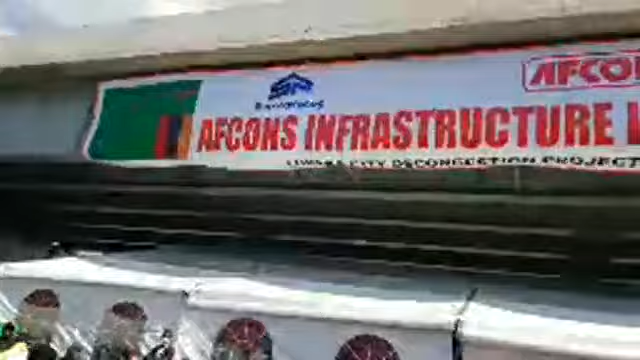 AFCO
AFCONS INFRASTRUCTURE L
LUSAKA CITY DECONGESTION PROJECT